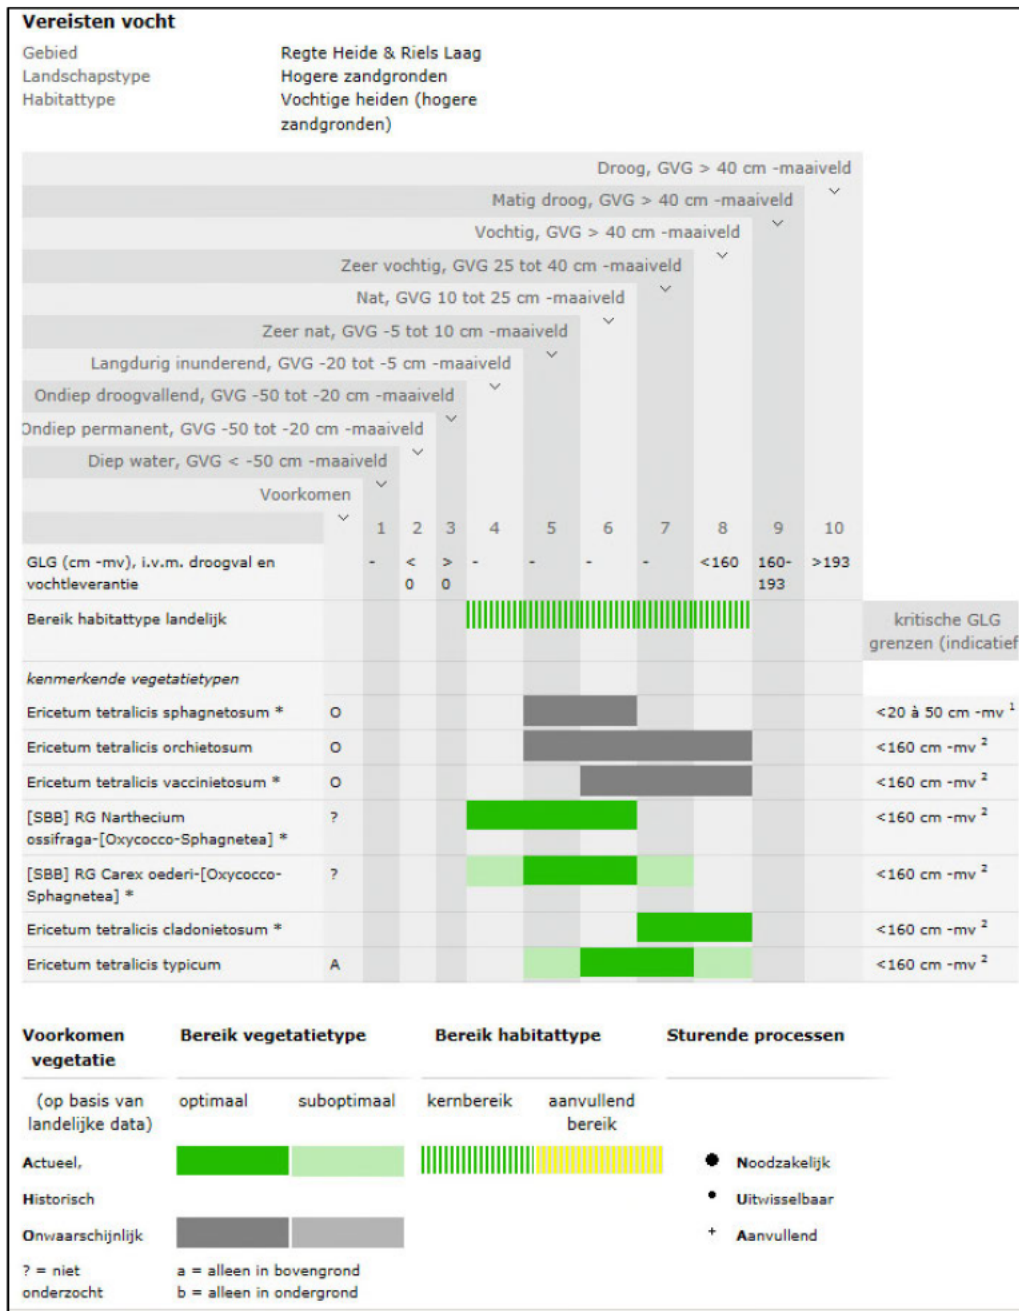 Vereisten vocht
Gebied Regte Heide & Riels Laag
Landschapstype Hogere zandgronden
Habitattype Vochtige heiden (hogere
zandgronden)
Droog, GVG > 40 cm -maaiveld
Matig droog, GVG > 40 cm -maaiveld
Vochtig, GVG > 40 cm -maaiveld
Zeer vochtig, GVG 25 tot 40 cm -maaiveld
Nat, GVG 10 tot 25 cm -maaiveld
Zeer nat, GVG -5 tot 10 cm -maaiveld
Langdurig inunderend, GVG -20 tot -5 cm -maaiveld
Ondiep droogvallend, GVG -50 tot -20 cm -maaiveld
Ondiep permanent, GVG -50 tot -20 cm -maaiveld
Diep water, GVG < -50 cm -maaiveld
Voorkomen
1 2 3 4 5 6 7 8 9 10
GLG (cm -mv), i.v.m. droogval en - < > - - - - <160 160- >193
vochtleverantie 0 0 193
Bereik habitattype landelijk kritische GLG
grenzen (indicatief
kenmerkende vegetatietypen
Ericetum tetralicis sphagnetosum * O <20 à 50 cm -mv 1
Ericetum tetralicis orchietosum O <160 cm -mv 2
Ericetum tetralicis vaccinietosum * O <160 cm -mv 2
[SBB] RG Narthecium ? <160 cm -mv 2
ossifraga-[Oxycocco-Sphagnetea] *
[SBB] RG Carex oederi-[Oxycocco- ? <160 cm -mv 2
Sphagnetea] *
Ericetum tetralicis cladonietosum * <160 cm -mv 2
Ericetum tetralicis typicum A <160 cm -mv 2
Voorkomen Bereik vegetatietype Bereik habitattype Sturende processen
vegetatie
(op basis van optimaal suboptimaal kernbereik aanvullend
landelijke data) bereik
Actueel, Noodzakelijk
Historisch Uitwisselbaar
Onwaarschijnlijk + Aanvullend
? = niet a = alleen in bovengrond
onderzocht b = alleen in ondergrond